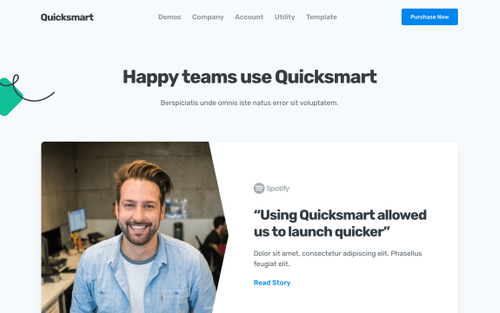 Quicksmart
Demos Company Account Utility Template
Purchase Now
Happy teams use Quicksmart
Berspiciatis unde omnis iste natus error sit voluptatem.
Spotify
“Using Quicksmart allowed
us to launch quicker”
Dolor sit amet, consectetur adipiscing elit. Phasellus
feugiat elit.
Read Story